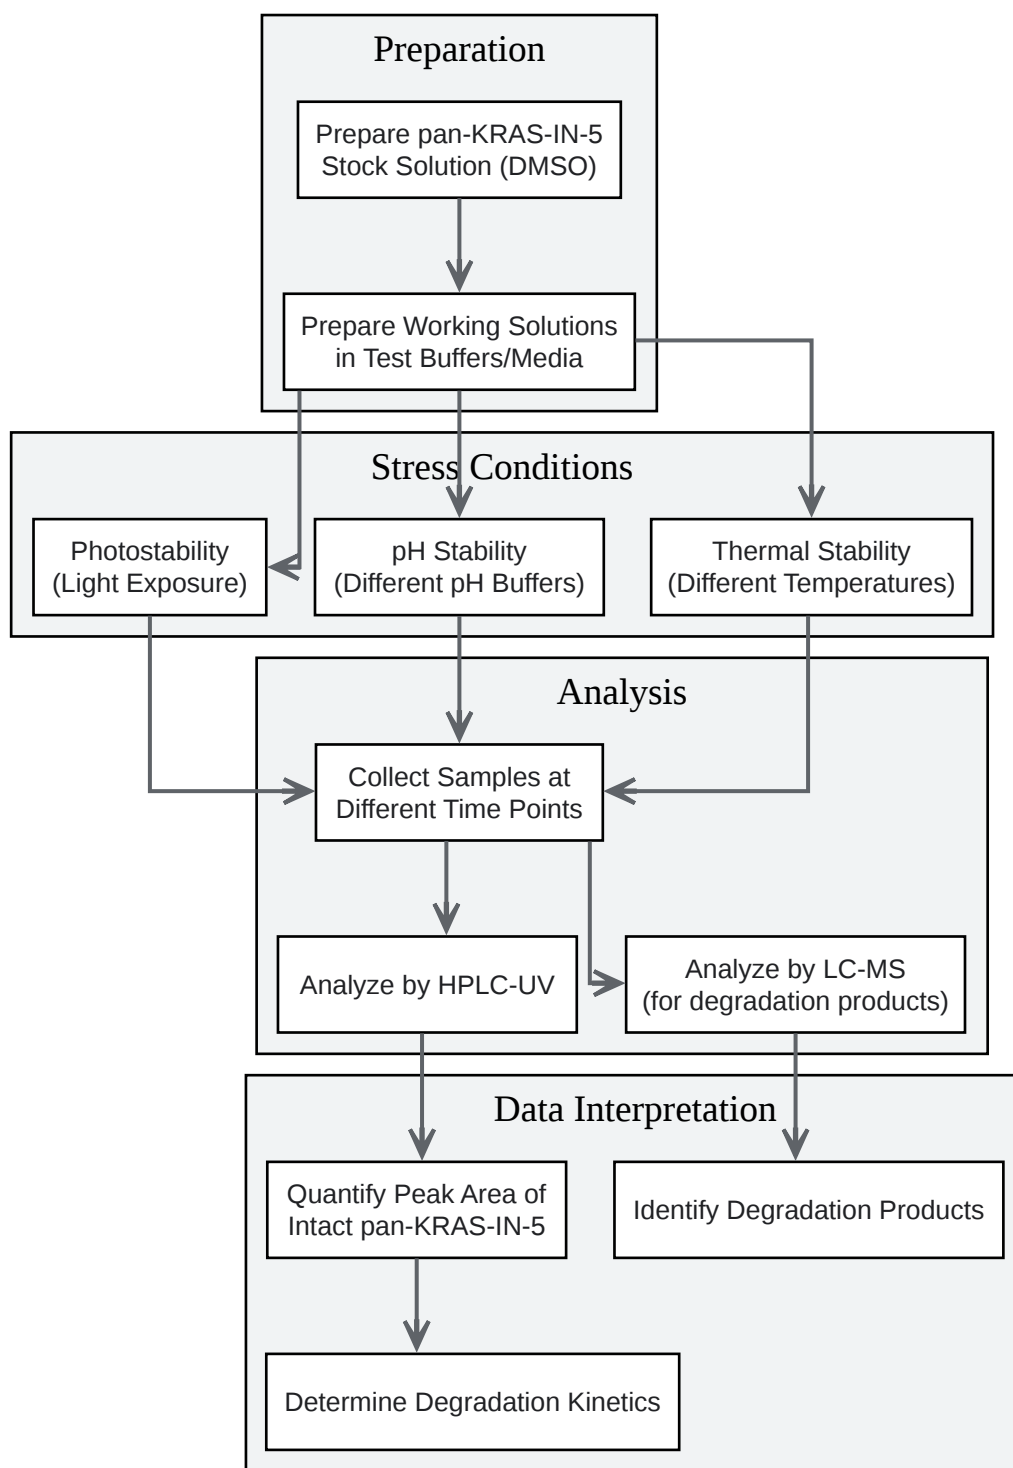 Preparation
Prepare pan-KRAS-IN-5
Stock Solution (DMSO)
Prepare Working Solutions
in Test Buffers/Media
Stress Conditions
Photostability
(Light Exposure)
pH Stability
(Different pH Buffers)
Thermal Stability
(Different Temperatures)
Analysis
Collect Samples at
Different Time Points
Analyze by HPLC-UV
Analyze by LC-MS
(for degradation products)
Data Interpretation
Quantify Peak Area of
Intact pan-KRAS-IN-5
Identify Degradation Products
Determine Degradation Kinetics